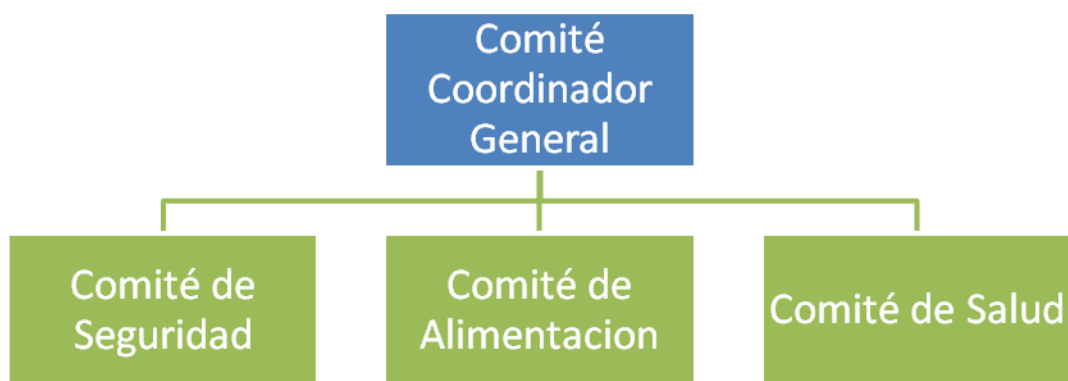 Comité
Coordinador
General
Comité de
Seguridad
Comité de
Alimentacion
Comité de Salud